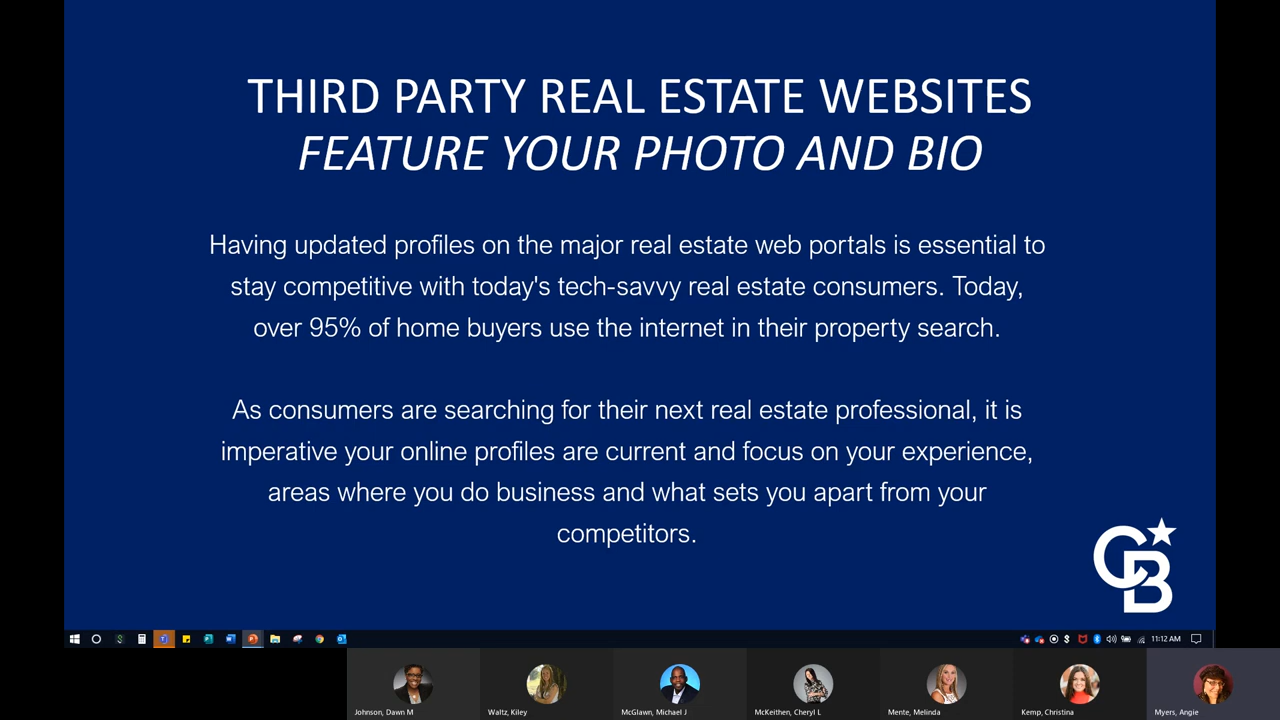 THIRD PARTY REAL ESTATE WEBSITES
FEATURE YOUR PHOTO AND BIO
Having updated profiles on the major real estate web portals is essential to
stay competitive with today's tech-savvy real estate consumers. Today,
over 95% of home buyers use the internet in their property search.
As consumers are searching for their next real estate professional, it is
imperative your online profiles are current and focus on your experience,
areas where you do business and what sets you apart from your
competitors.
CB
11:12 AM
Johnson, Dawn M
Waltz, Kiley
McGlawn, Michael J
McKeithen, Cheryl L
Mente, Melinda
Kemp, Christina
Myers, Angie